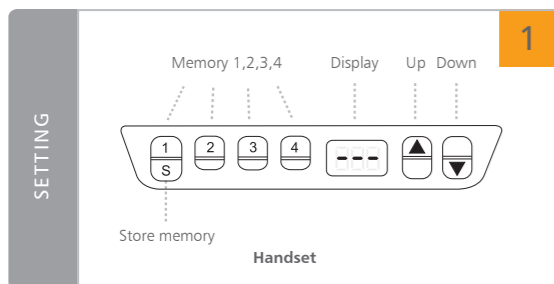 1
SETTING
Memory 1,2,3,4 Display Up Down
1 2 3 4 ---
S
Store memory
Handset